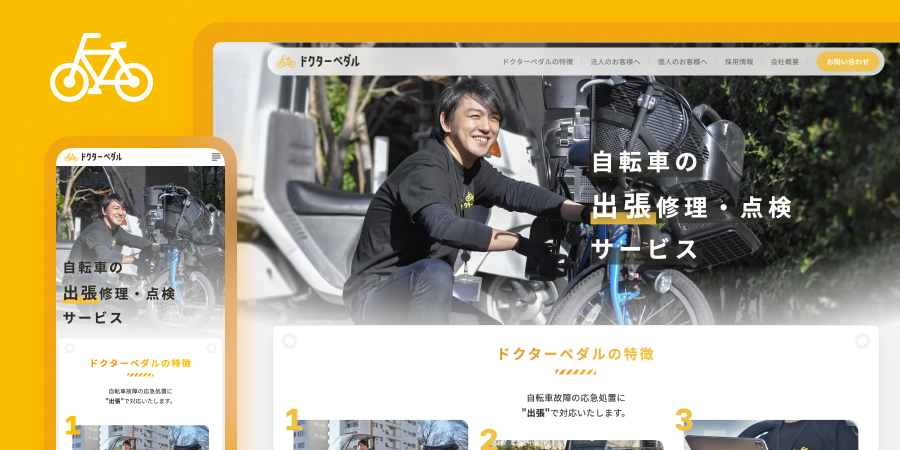 ドクターペダル
ドクターペダルの特徴
法人のお客様へ
個人のお客様へ
採用情報
会社概要
お問い合わせ
自転車の
出張修理・点検
サービス
ドクターペダルの特徴
自転車故障の応急処置に
"出張"で対応いたします。
1
2
3
ドクターペダル
自転車の
出張修理・点検
サービス
ドクターペダルの特徴
自転車故障の応急処置に
"出張"で対応いたします。
1